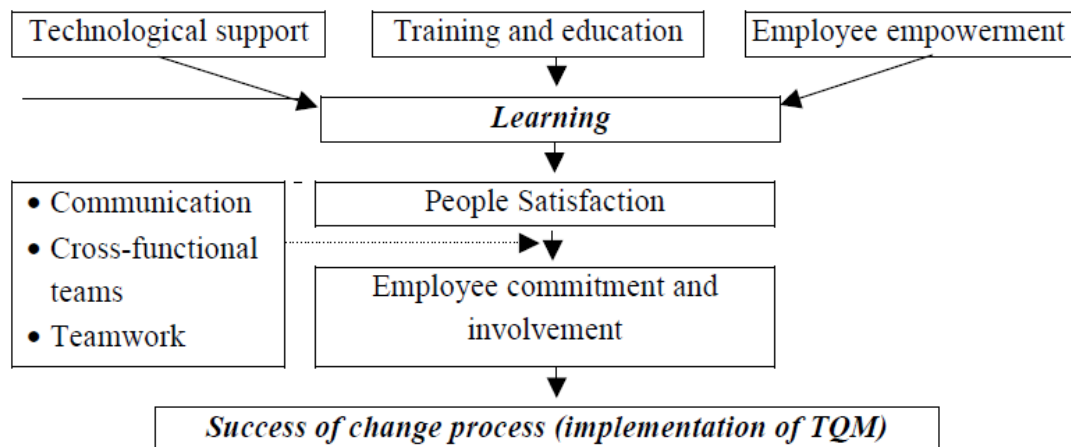 Technological support
Training and education
Employee empowerment
Learning
People Satisfaction
• Communication
• Cross-functional
teams
• Teamwork
Employee commitment and
involvement
Success of change process (implementation of TQM)